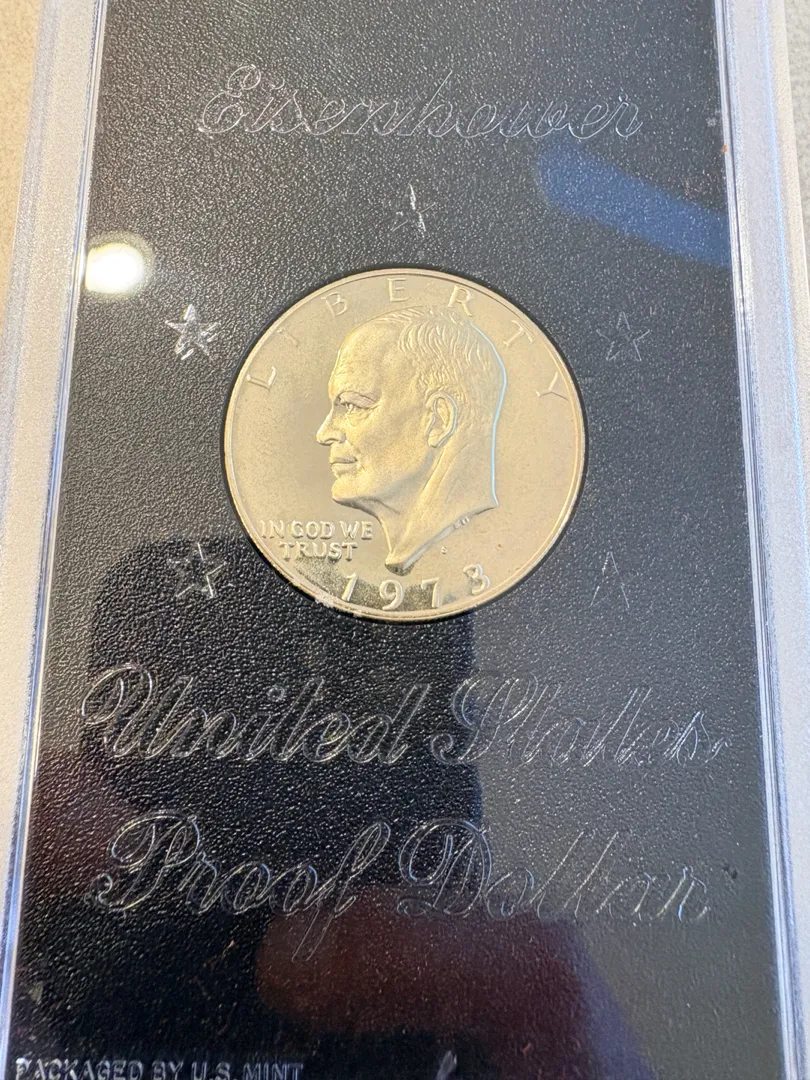 Eisenhower
LIBERTY
IN GOD WE
TRUST
S
1973
United States
Proof Dollar
PACKAGED BY U.S. MINT